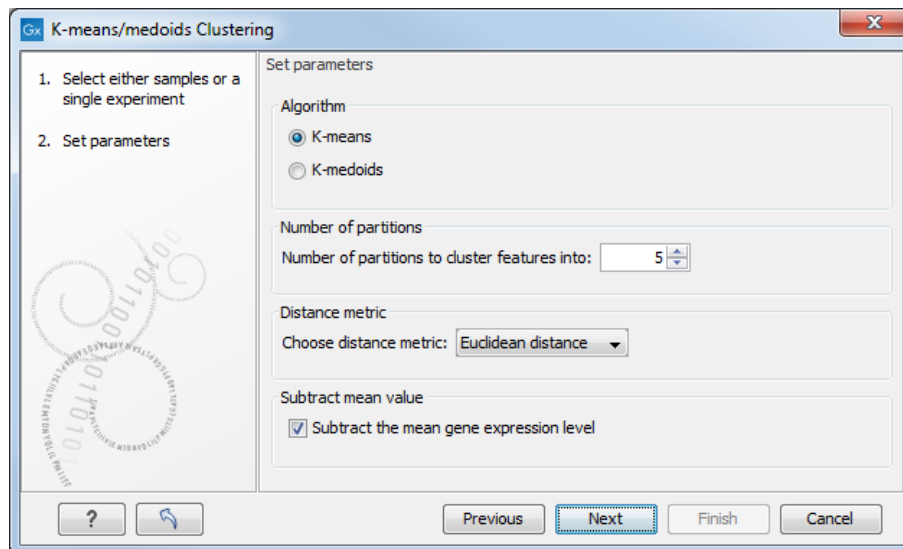 Gx K-means/medoids Clustering
X
1. Select either samples or a
single experiment
2. Set parameters
Set parameters
Algorithm
K-means
K-medoids
Number of partitions
Number of partitions to cluster features into: 5
Distance metric
Choose distance metric: Euclidean distance
Subtract mean value
Subtract the mean gene expression level
? Previous Next Finish Cancel